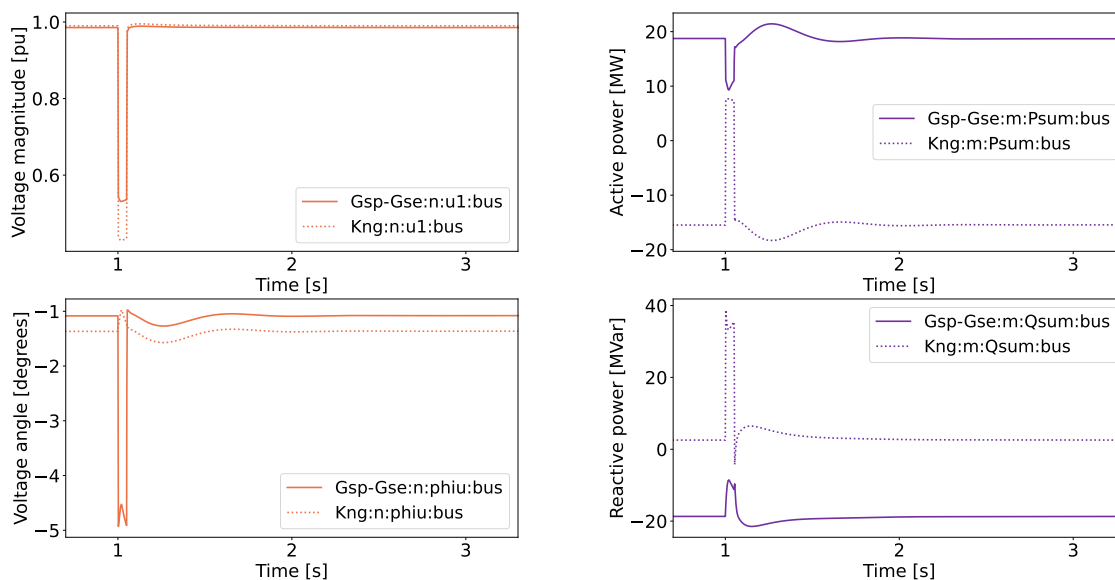 Voltage magnitude [pu]
1.0
0.8
0.6
Gsp-Gse:n:u1:bus
Kng:n:u1:bus
1
2
3
Time [s]
Active power [MW]
20
10
0
−10
−20
Gsp-Gse:m:Psum:bus
Kng:m:Psum:bus
1
2
3
Time [s]
Voltage angle [degrees]
−1
−2
−3
−4
−5
Gsp-Gse:n:phiu:bus
Kng:n:phiu:bus
1
2
3
Time [s]
Reactive power [MVar]
40
20
0
−20
Gsp-Gse:m:Qsum:bus
Kng:m:Qsum:bus
1
2
3
Time [s]